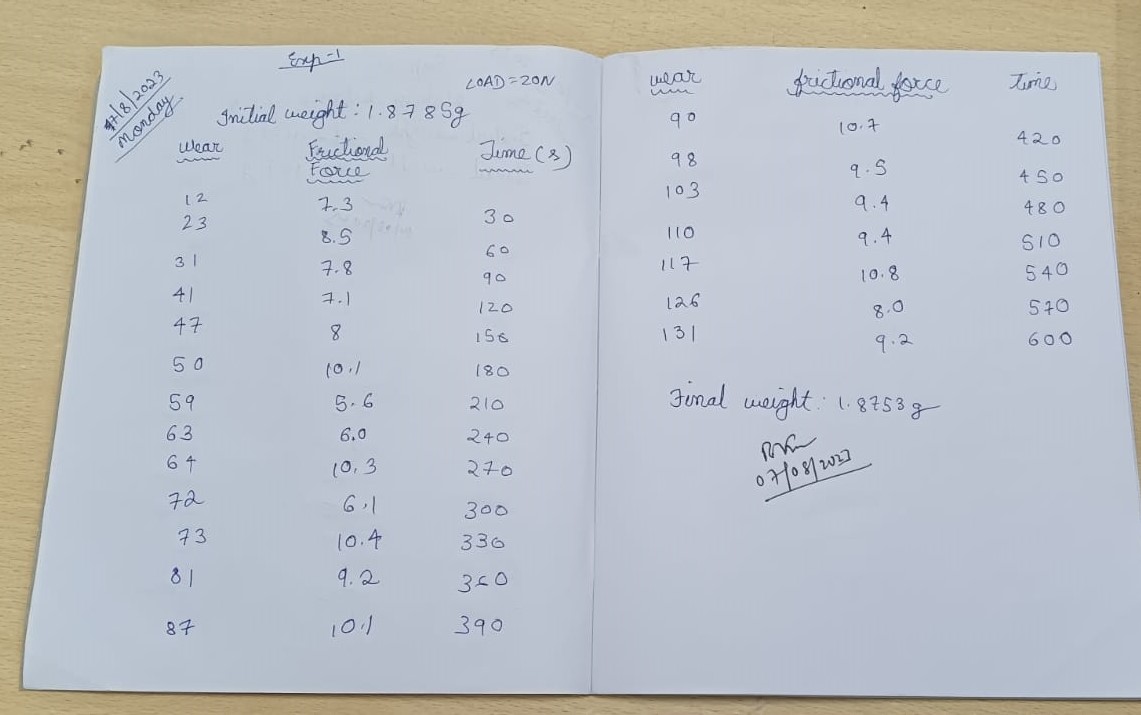 Exp-1
7/8/2023
Monday
LOAD = 20N
Initial weight : 1.8785g
Wear Frictional Force Time (s)
12 7.3 30
23 8.5 60
31 7.8 90
41 7.1 120
47 8 150
50 10.1 180
59 5.6 210
63 6.0 240
64 10.3 270
72 6.1 300
73 10.4 330
81 9.2 360
87 10.1 390
wear frictional force Time
90 10.7 420
98 9.5 450
103 9.4 480
110 9.4 510
117 10.8 540
126 8.0 570
131 9.2 600
Final weight : 1.8753g
07/08/2023